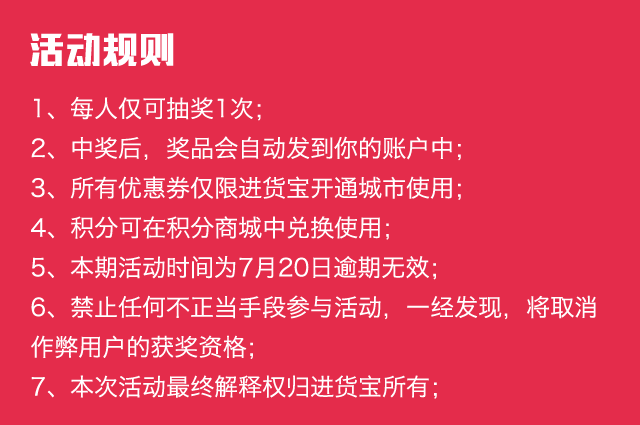 活动规则
1、每人仅可抽奖1次；
2、中奖后，奖品会自动发到你的账户中；
3、所有优惠券仅限进货宝开通城市使用；
4、积分可在积分商城中兑换使用；
5、本期活动时间为7月20日逾期无效；
6、禁止任何不正当手段参与活动，一经发现，将取消
作弊用户的获奖资格；
7、本次活动最终解释权归进货宝所有；